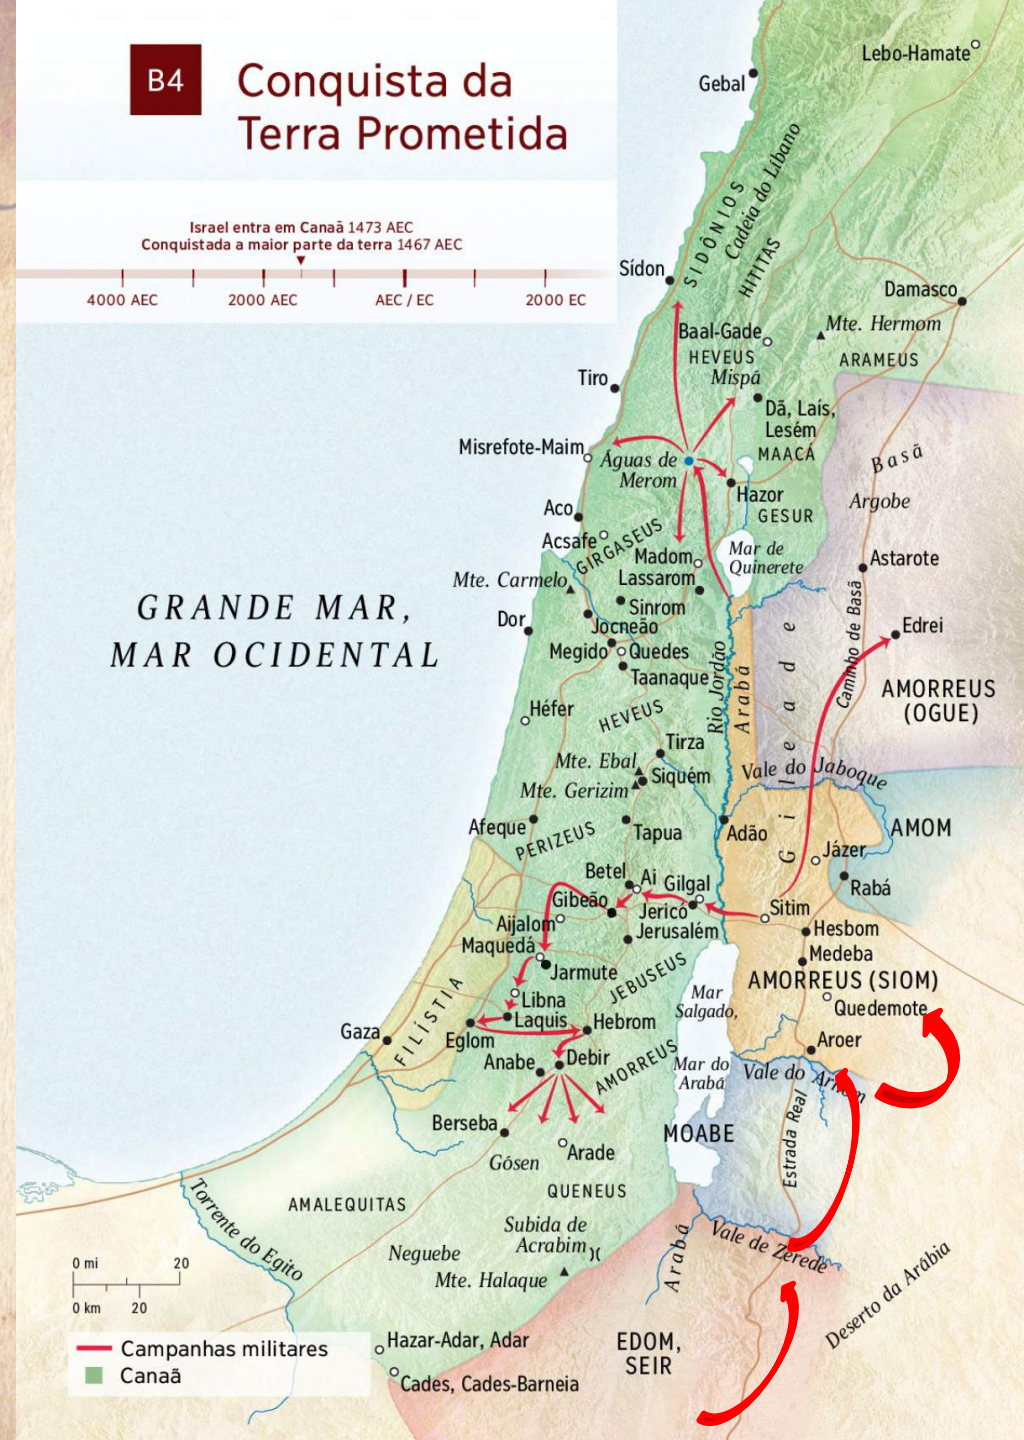 B4
Conquista da
Terra Prometida
Israel entra em Canaã 1473 AEC
Conquistada a maior parte da terra 1467 AEC
4000 AEC
2000 AEC
AEC / EC
2000 EC
Lebo-Hamate
Gebal
Cadeia do Líbano
SIDÔNIOS
HITITAS
Sídon
Damasco
Baal-Gade
Mte. Hermom
HEVEUS
ARAMEUS
Mispá
Tiro
Dã, Laís,
Lesém
Misrefote-Maim
MAACÁ
Basã
Águas de
Merom
Hazor
Argobe
Aco
GESUR
Acsafe
GIRGASEUS
Madom
Mar de
Quinerete
Astarote
Mte. Carmelo
Lassarom
Sinrom
Caminho de Basã
GRANDE MAR,
MAR OCIDENTAL
Dor
Jocneão
Edrei
Megido
Quedes
Rio Jordão
Arabá
Gileade
Taanaque
AMORREUS
(OGUE)
Héfer
HEVEUS
Tirza
Mte. Ebal
Siquém
Vale do Jaboque
Mte. Gerizim
Afeque
PERIZEUS
Tapua
Adão
AMOM
Jázer
Betel
Ai
Gilgal
Rabá
Gibeão
Jericó
Sitim
Aijalom
Jerusalém
Hesbom
Maquedá
Medeba
Jarmute
JEBUSEUS
AMORREUS (SIOM)
Libna
Mar
Salgado,
Quedemote
Laquis
FILÍSTIA
Hebrom
Gaza
Eglom
Aroer
Anabe
Debir
AMORREUS
Mar do
Arabá
Vale do Arnom
Estrada Real
Berseba
MOABE
Arade
Gósen
QUENEUS
AMALEQUITAS
Torrente do Egito
Subida de
Acrabim
Arabá
Vale de Zerede
Neguebe
Mte. Halaque
Deserto da Arábia
0 mi
20
0 km
20
Hazar-Adar, Adar
EDOM,
SEIR
Campanhas militares
Canaã
Cades, Cades-Barneia